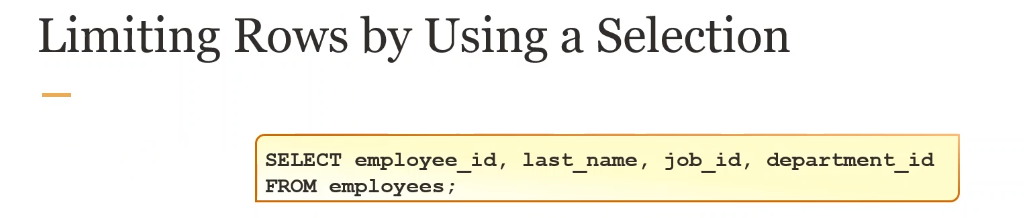 Limiting Rows by Using a Selection
SELECT employee_id, last_name, job_id, department_id
FROM employees;